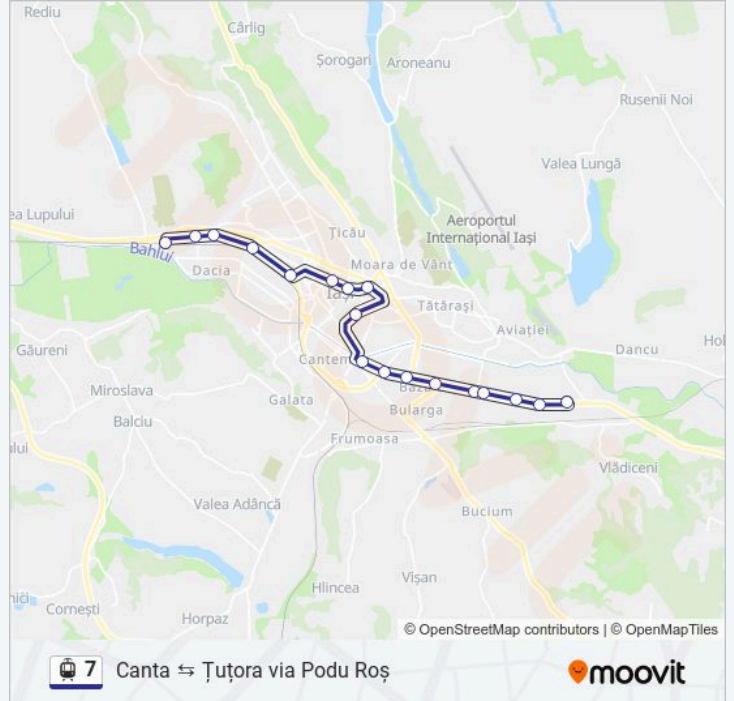 Rediu
Cârlig
Șorogari
Aroneanu
Rusenii Noi
Valea Lungă
ea Lupului
Aeroportul
Internațional Iași
Țicău
Bahlui
Dacia
Moara de Vânt
Iași
Tătărași
Aviației
Dancu
Hol
Găureni
Cantem
Miroslava
Galata
Bularga
Balciu
Frumoasa
ului
Vlădiceni
Valea Adâncă
Bucium
Vișan
Hlincea
Cornești
Horpaz
© OpenStreetMap contributors | © OpenMapTiles
7 Canta ⇆ Țuțora via Podu Roș
moovit